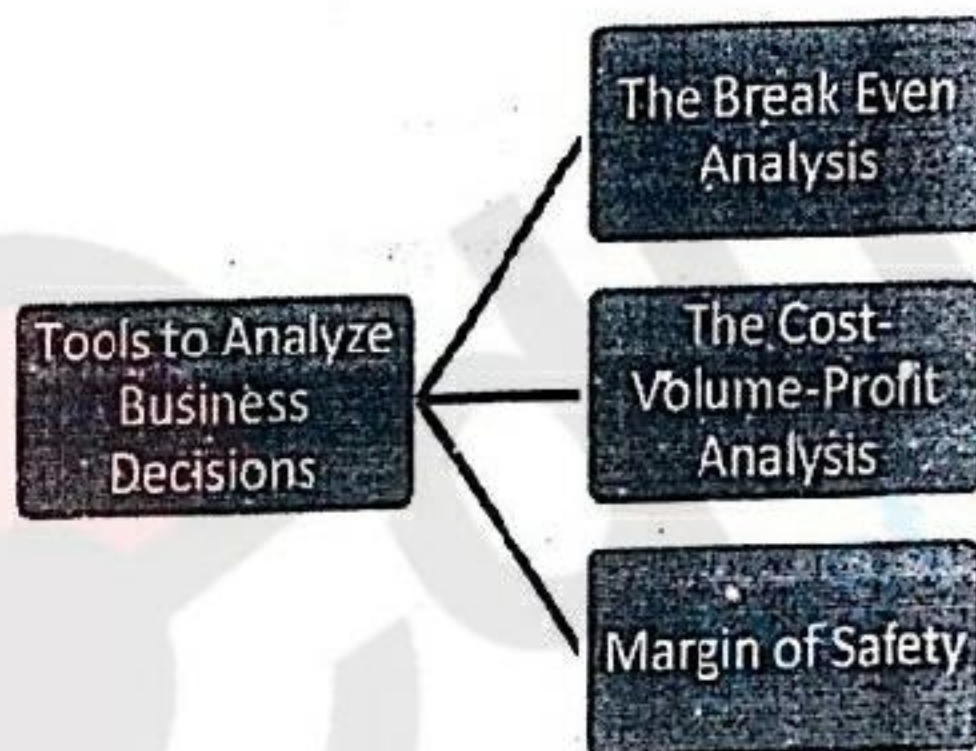 Tools to Analyze
Business
Decisions
The Break Even
Analysis
The Cost-
Volume-Profit
Analysis
Margin of Safety